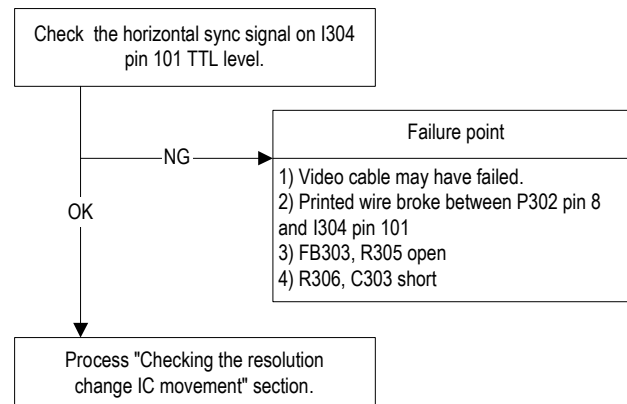 Check the horizontal sync signal on I304
pin 101 TTL level.
NG
Failure point
1) Video cable may have failed.
2) Printed wire broke between P302 pin 8
and I304 pin 101
3) FB303, R305 open
4) R306, C303 short
OK
Process "Checking the resolution
change IC movement" section.